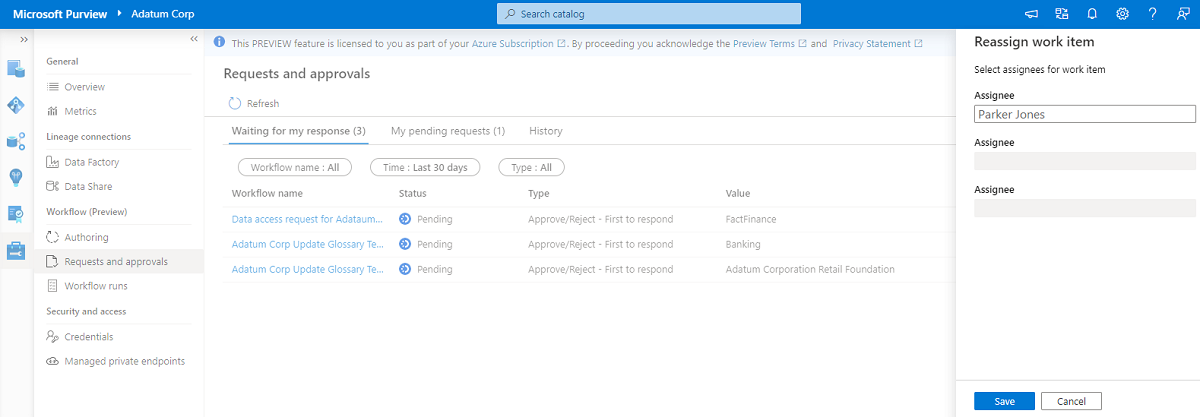 Microsoft Purview Adatum Corp Search catalog
General
Overview
Metrics
Lineage connections
Data Factory
Data Share
Workflow (Preview)
Authoring
Requests and approvals
Workflow runs
Security and access
Credentials
Managed private endpoints
This PREVIEW feature is licensed to you as part of your Azure Subscription. By proceeding you acknowledge the Preview Terms and Privacy Statement
Requests and approvals
Refresh
Waiting for my response (3) My pending requests (1) History
Workflow name : All Time : Last 30 days Type : All
Workflow name Status Type Value
Data access request for Adataum... Pending Approve/Reject - First to respond FactFinance
Adatum Corp Update Glossary Te... Pending Approve/Reject - First to respond Banking
Adatum Corp Update Glossary Te... Pending Approve/Reject - First to respond Adatum Corporation Retail Foundation
Reassign work item
Select assignees for work item
Assignee
Parker Jones
Assignee
Assignee
Save Cancel